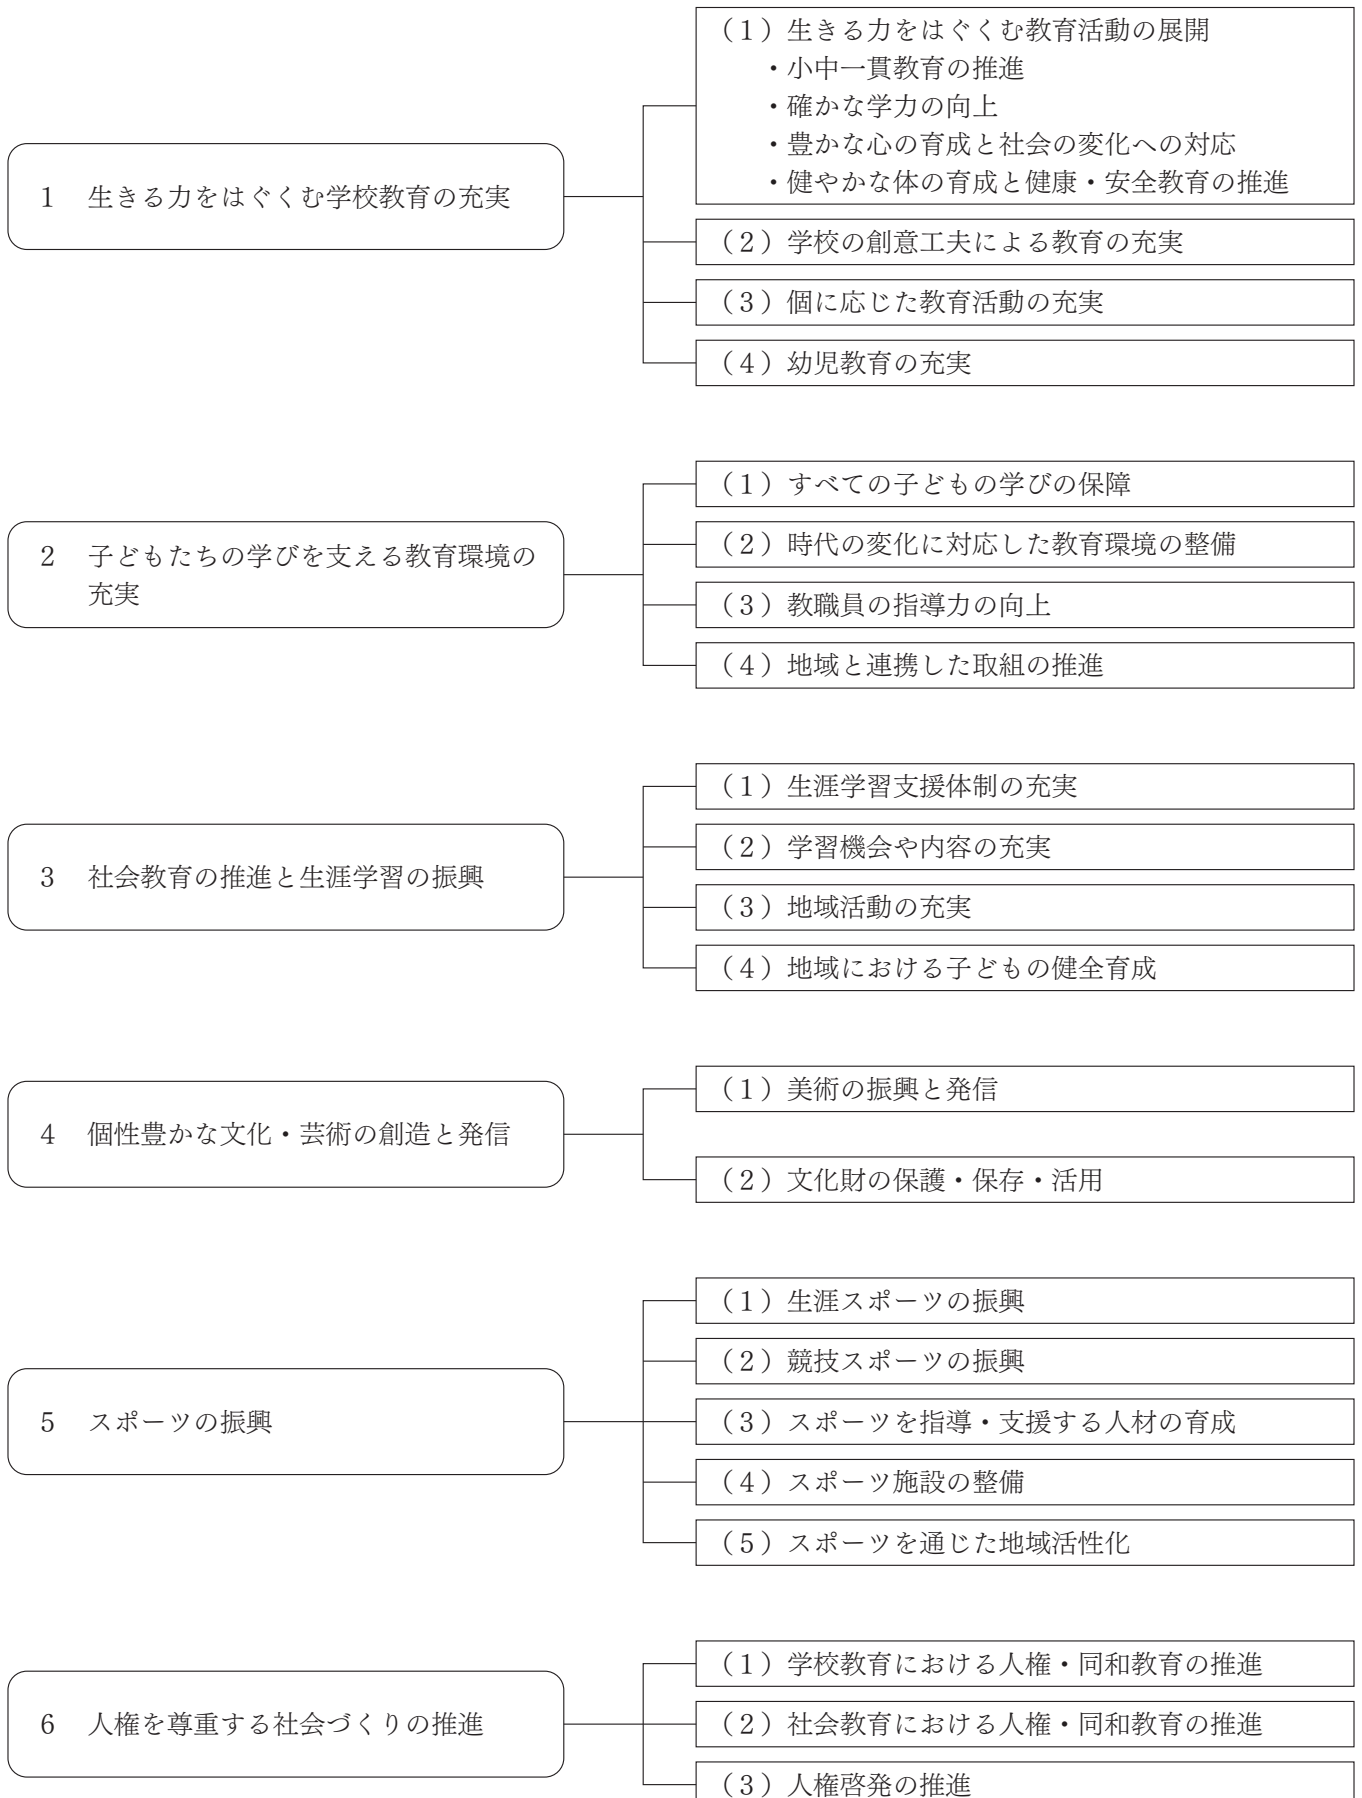 1 生きる力をはぐくむ学校教育の充実
（１）生きる力をはぐくむ教育活動の展開
・小中一貫教育の推進
・確かな学力の向上
・豊かな心の育成と社会の変化への対応
・健やかな体の育成と健康・安全教育の推進
（２）学校の創意工夫による教育の充実
（３）個に応じた教育活動の充実
（４）幼児教育の充実
2 子どもたちの学びを支える教育環境の
充実
（１）すべての子どもの学びの保障
（２）時代の変化に対応した教育環境の整備
（３）教職員の指導力の向上
（４）地域と連携した取組の推進
3 社会教育の推進と生涯学習の振興
（１）生涯学習支援体制の充実
（２）学習機会や内容の充実
（３）地域活動の充実
（４）地域における子どもの健全育成
4 個性豊かな文化・芸術の創造と発信
（１）美術の振興と発信
（２）文化財の保護・保存・活用
5 スポーツの振興
（１）生涯スポーツの振興
（２）競技スポーツの振興
（３）スポーツを指導・支援する人材の育成
（４）スポーツ施設の整備
（５）スポーツを通じた地域活性化
6 人権を尊重する社会づくりの推進
（１）学校教育における人権・同和教育の推進
（２）社会教育における人権・同和教育の推進
（３）人権啓発の推進